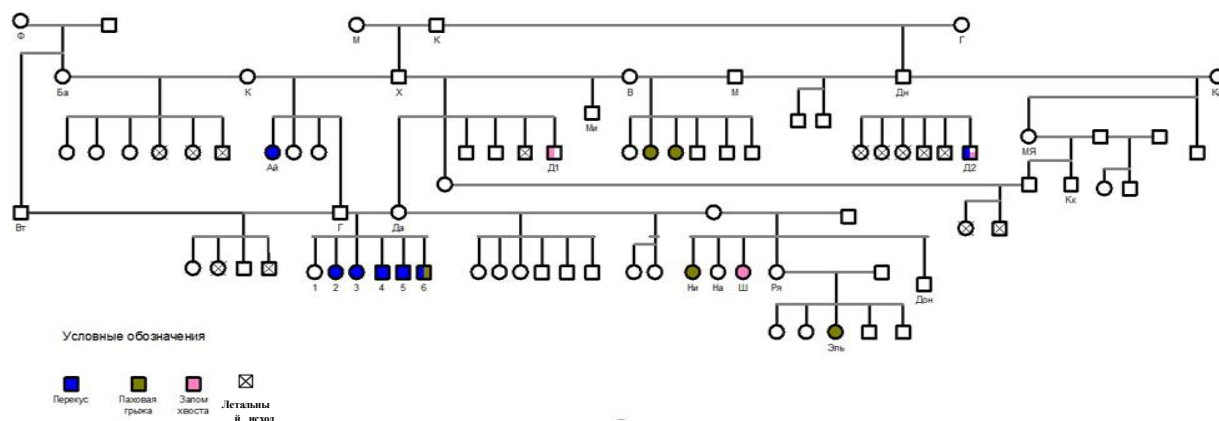 Ф
М
К
Г
Ба
К
Х
В
М
Дн
Ми
Ай
Д1
Д2
МЯ
Кк
Вт
Г
Да
1
2
3
4
5
6
Ни
На
Ш
Ря
Дон
Эль
Условные обозначения
Перекус
Паховая
грыжа
Залом
хвоста
Летальны
й исход